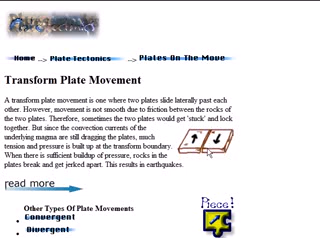 Plate Tectonics
Home --> Plate Tectonics --> Plates On The Move
Transform Plate Movement
A transform plate movement is one where two plates slide laterally past each
other. However, movement is not smooth due to friction between the rocks of
the two plates. Therefore, sometimes the two plates would get 'stuck' and lock
together. But since the convection currents of the
underlying magma are still dragging the plates, much
tension and pressure is built up at the transform boundary.
When there is sufficient buildup of pressure, rocks in the
plates break and get jerked apart. This results in earthquakes.
read more
Piece!
Other Types Of Plate Movements
Convergent
Divergent